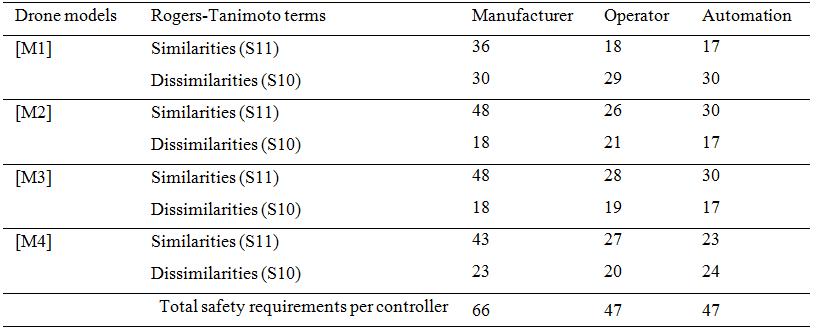 Drone models Rogers-Tanimoto terms Manufacturer Operator Automation
[M1] Similarities (S11) 36 18 17
Dissimilarities (S10) 30 29 30
[M2] Similarities (S11) 48 26 30
Dissimilarities (S10) 18 21 17
[M3] Similarities (S11) 48 28 30
Dissimilarities (S10) 18 19 17
[M4] Similarities (S11) 43 27 23
Dissimilarities (S10) 23 20 24
Total safety requirements per controller 66 47 47